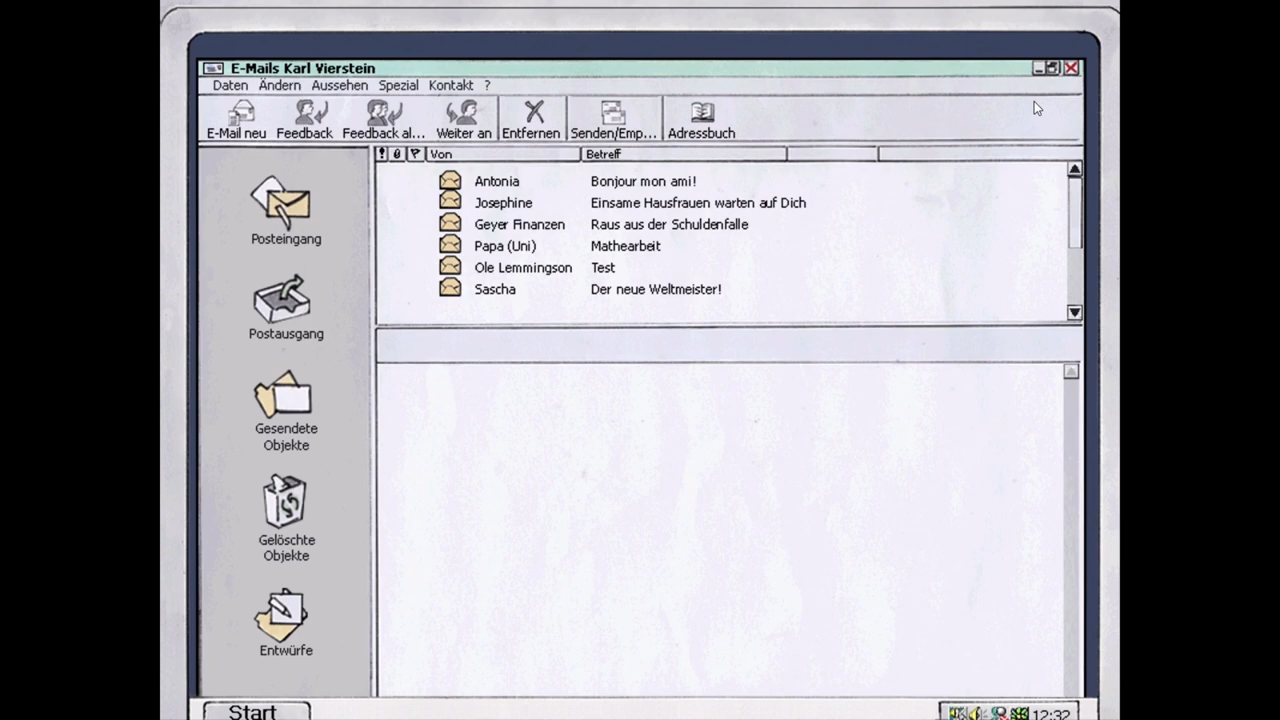 E-Mails Karl Vierstein
Daten Ändern Aussehen Spezial Kontakt ?
E-Mail neu Feedback Feedback al... Weiter an Entfernen Senden/Emp... Adressbuch
! Von Betreff
Antonia Bonjour mon ami!
Josephine Einsame Hausfrauen warten auf Dich
Geyer Finanzen Raus aus der Schuldenfalle
Papa (Uni) Mathearbeit
Ole Lemmingson Test
Sascha Der neue Weltmeister!
Posteingang
Postausgang
Gesendete
Objekte
Gelöschte
Objekte
Entwürfe
Start 12:32